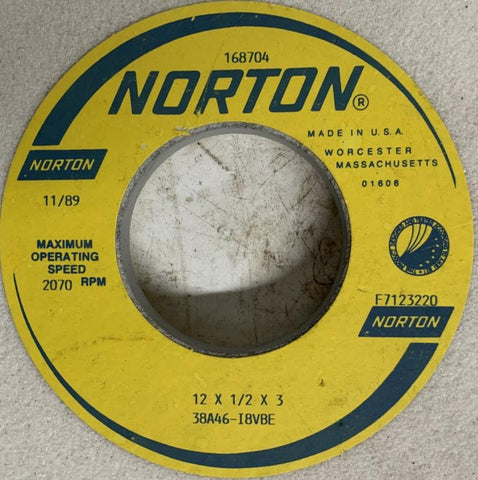 168704
NORTON®
MADE IN U.S.A.
WORCESTER
MASSACHUSETTS
01606
NORTON
11/89
MAXIMUM
OPERATING
SPEED
2070 RPM
F7123220
NORTON
12 X 1/2 X 3
38A46-I8VBE